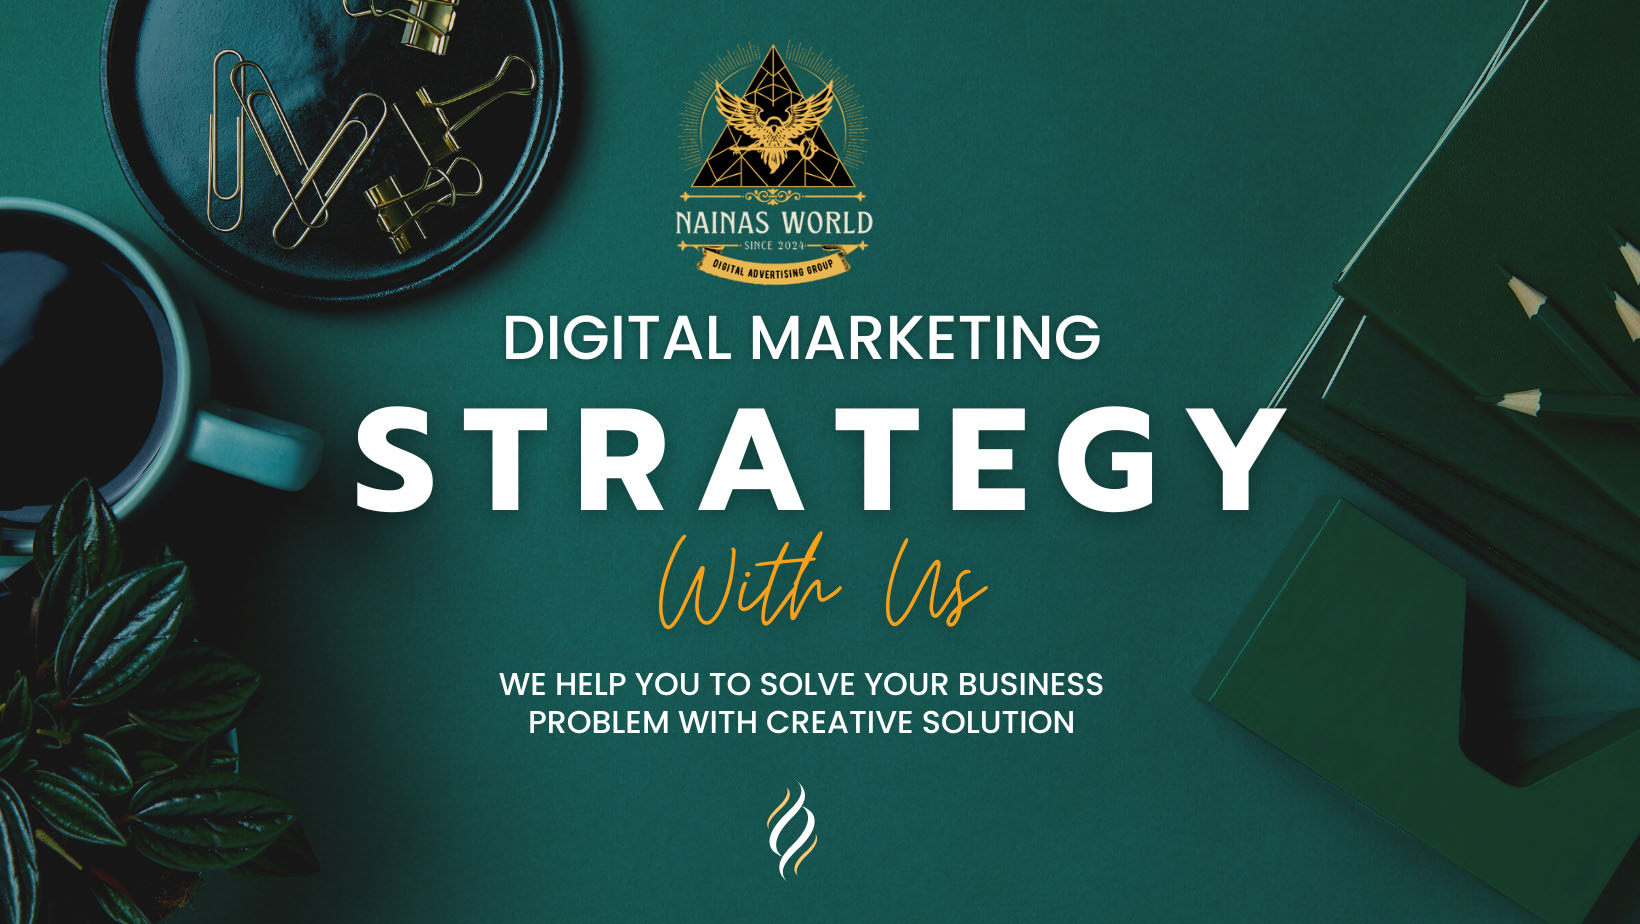 NAINAS WORLD
SINCE 2024
DIGITAL ADVERTISING GROUP
DIGITAL MARKETING
STRATEGY
With Us
WE HELP YOU TO SOLVE YOUR BUSINESS
PROBLEM WITH CREATIVE SOLUTION